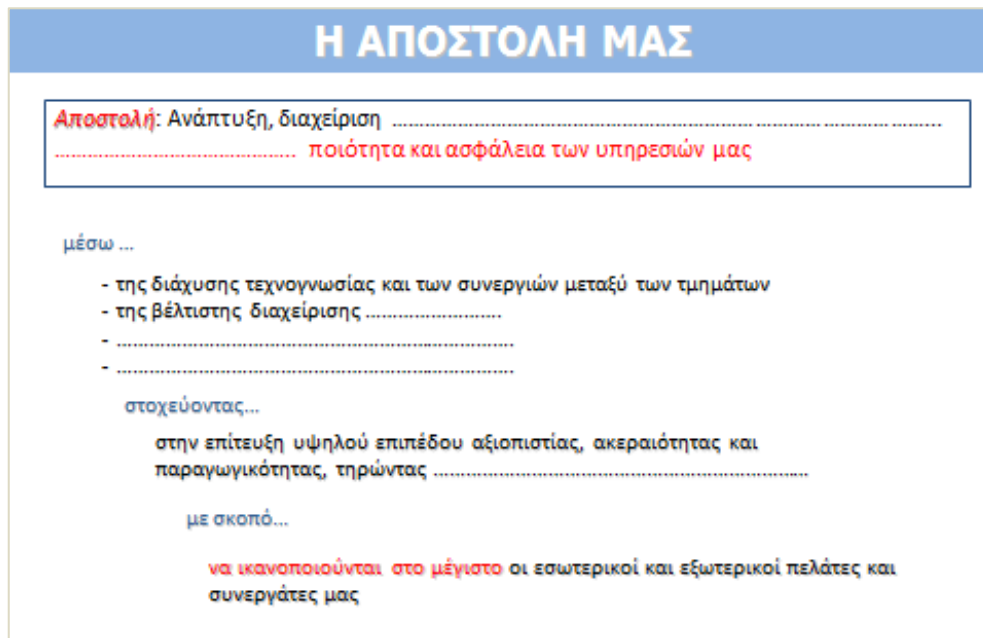 Η ΑΠΟΣΤΟΛΗ ΜΑΣ
Αποστολή: Ανάπτυξη, διαχείριση ……………………………………………………………………………………...
……………………………………….. ποιότητα και ασφάλεια των υπηρεσιών μας
μέσω ...
- της διάχυσης τεχνογνωσίας και των συνεργιών μεταξύ των τμημάτων
- της βέλτιστης διαχείρισης …………………….
- ……………………………………………………………….
- ……………………………………………………………….
στοχεύοντας...
στην επίτευξη υψηλού επιπέδου αξιοπιστίας, ακεραιότητας και
παραγωγικότητας, τηρώντας ……………………………………………………………
με σκοπό...
να ικανοποιούνται στο μέγιστο οι εσωτερικοί και εξωτερικοί πελάτες και
συνεργάτες μας